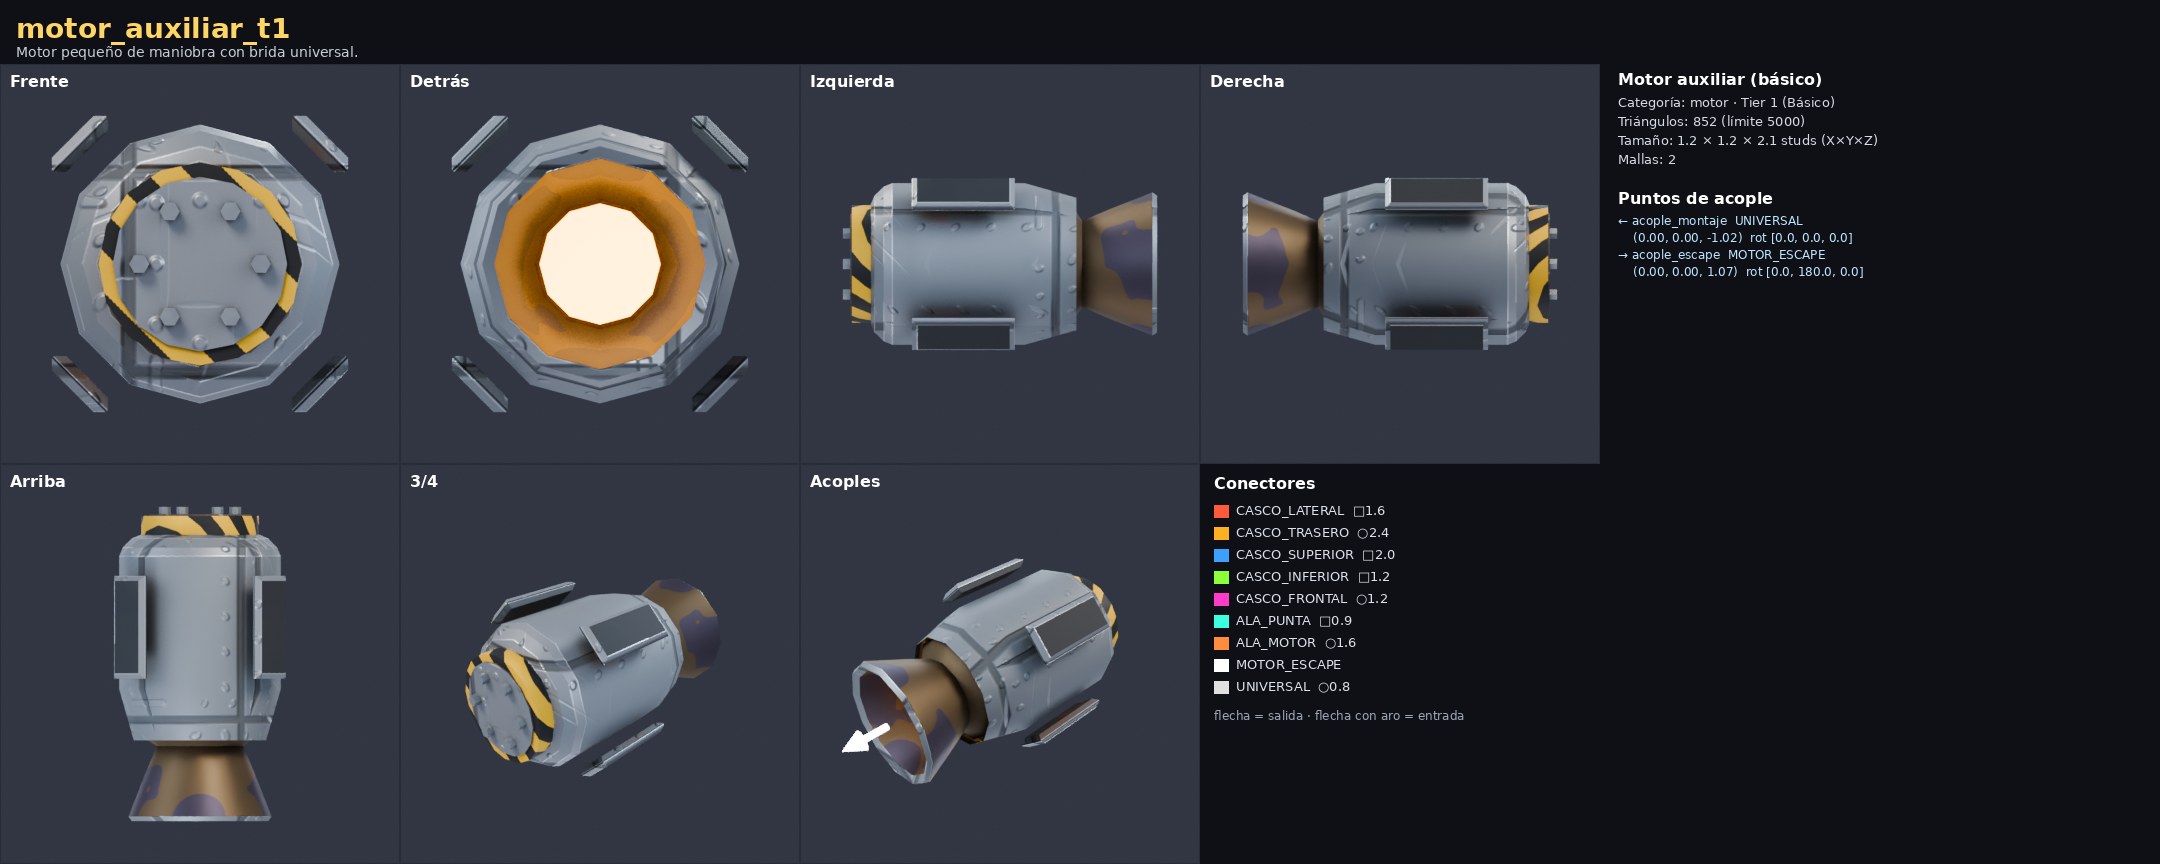 motor_auxiliar_t1
Motor pequeño de maniobra con brida universal.
Frente
Detrás
Izquierda
Derecha
Motor auxiliar (básico)
Categoría: motor · Tier 1 (Básico)
Triángulos: 852 (límite 5000)
Tamaño: 1.2 × 1.2 × 2.1 studs (X×Y×Z)
Mallas: 2
Puntos de acople
← acople_montaje  UNIVERSAL
(0.00, 0.00, -1.02)  rot [0.0, 0.0, 0.0]
→ acople_escape  MOTOR_ESCAPE
(0.00, 0.00, 1.07)  rot [0.0, 180.0, 0.0]
Arriba
3/4
Acoples
Conectores
CASCO_LATERAL  □1.6
CASCO_TRASERO  ○2.4
CASCO_SUPERIOR  □2.0
CASCO_INFERIOR  □1.2
CASCO_FRONTAL  ○1.2
ALA_PUNTA  □0.9
ALA_MOTOR  ○1.6
MOTOR_ESCAPE
UNIVERSAL  ○0.8
flecha = salida · flecha con aro = entrada